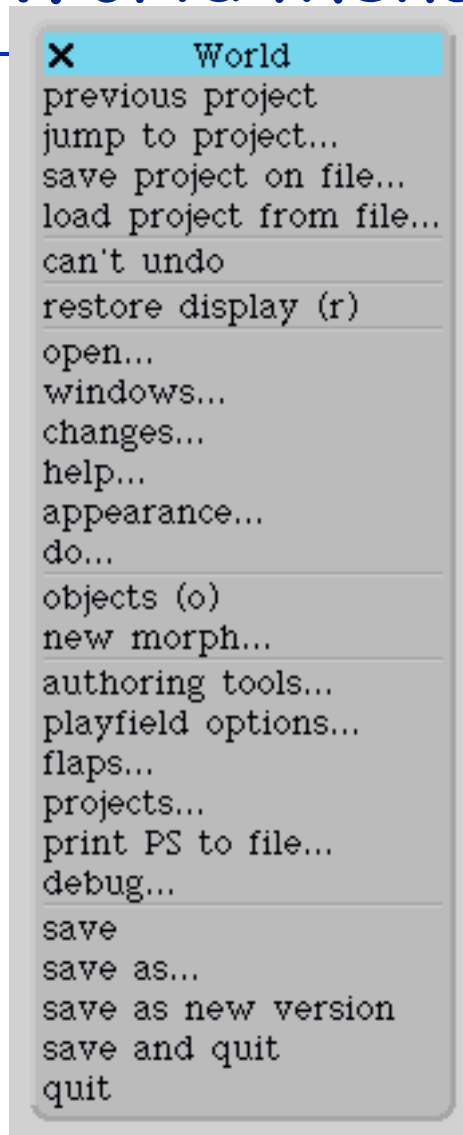 World
previous project
jump to project...
save project on file...
load project from file...
can't undo
restore display (r)
open...
windows...
changes...
help...
appearance...
do...
objects (o)
new morph...
authoring tools...
playfield options...
flaps...
projects...
print PS to file...
debug...
save
save as...
save as new version
save and quit
quit